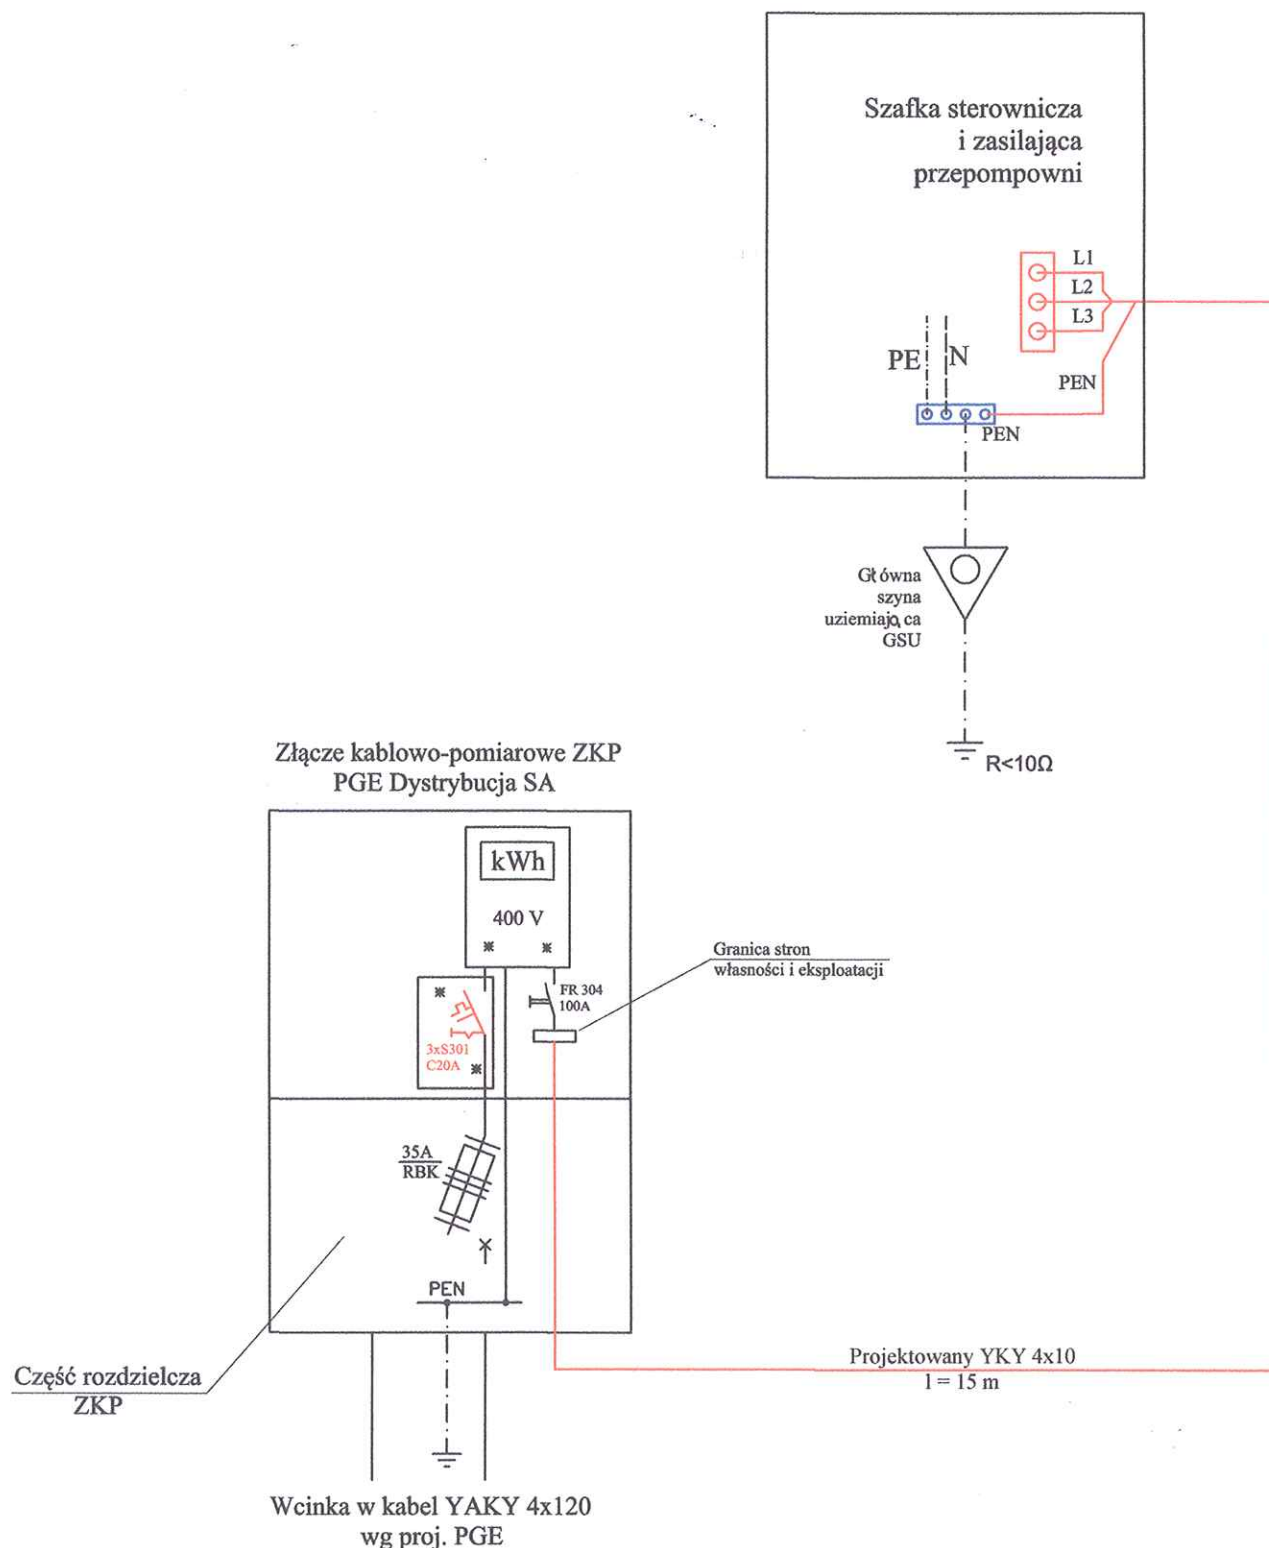 Szafka sterownicza
i zasilająca
przepompowni
L1
L2
L3
PE
N
PEN
PEN
Główna
szyna
uziemiają ca
GSU
R<10Ω
Złącze kablowo-pomiarowe ZKP
PGE Dystrybucja SA
kWh
400 V
Granica stron
własności i eksploatacji
FR 304
100A
3xS301
C20A
35A
RBK
PEN
Część rozdzielcza
ZKP
Projektowany YKY 4x10
l = 15 m
Wcinka w kabel YAKY 4x120
wg proj. PGE